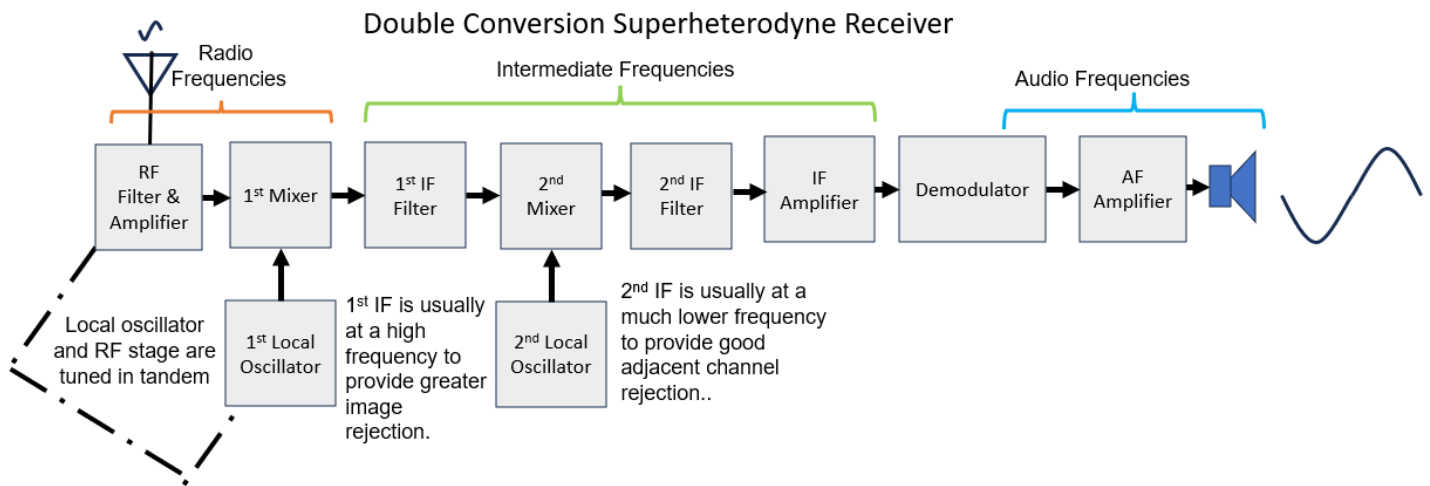 Double Conversion Superheterodyne Receiver
Radio
Frequencies
Intermediate Frequencies
Audio Frequencies
RF
Filter &
Amplifier
1st Mixer
1st IF
Filter
2nd
Mixer
2nd IF
Filter
IF
Amplifier
Demodulator
AF
Amplifier
Local oscillator
and RF stage are
tuned in tandem
1st Local
Oscillator
1st IF is usually
at a high
frequency to
provide greater
image
rejection.
2nd Local
Oscillator
2nd IF is usually at a
much lower frequency
to provide good
adjacent channel
rejection..